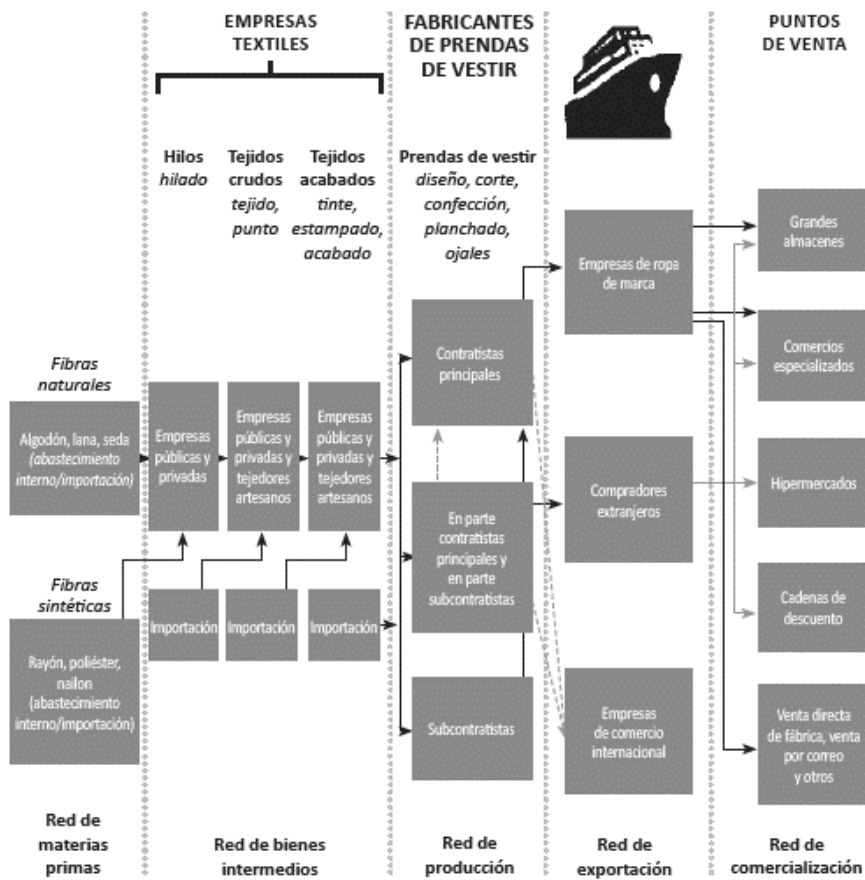 EMPRESAS
TEXTILES
FABRICANTES
DE PRENDAS
DE VESTIR
PUNTOS
DE VENTA
Hilos
hilado
Tejidos
crudos
tejido,
punto
Tejidos
acabados
tinte,
estampado,
acabado
Prendas de vestir
diseño, corte,
confección,
planchado,
ojales
Fibras
naturales
Algodón, lana, seda
(abastecimiento
interno/importación)
Fibras
sintéticas
Rayón, poliéster,
nailon
(abastecimiento
interno/importación)
Empresas
públicas y
privadas
Empresas
públicas y
privadas y
tejedores
artesanos
Empresas
públicas y
privadas y
tejedores
artesanos
Importación
Importación
Importación
Contratistas
principales
En parte
contratistas
principales y
en parte
subcontratistas
Subcontratistas
Empresas de ropa
de marca
Compradores
extranjeros
Empresas
de comercio
internacional
Grandes
almacenes
Comercios
especializados
Hipermercados
Cadenas de
descuento
Venta directa
de fábrica, venta
por correo
y otros
Red de
materias
primas
Red de bienes
intermedios
Red de
producción
Red de
exportación
Red de
comercialización